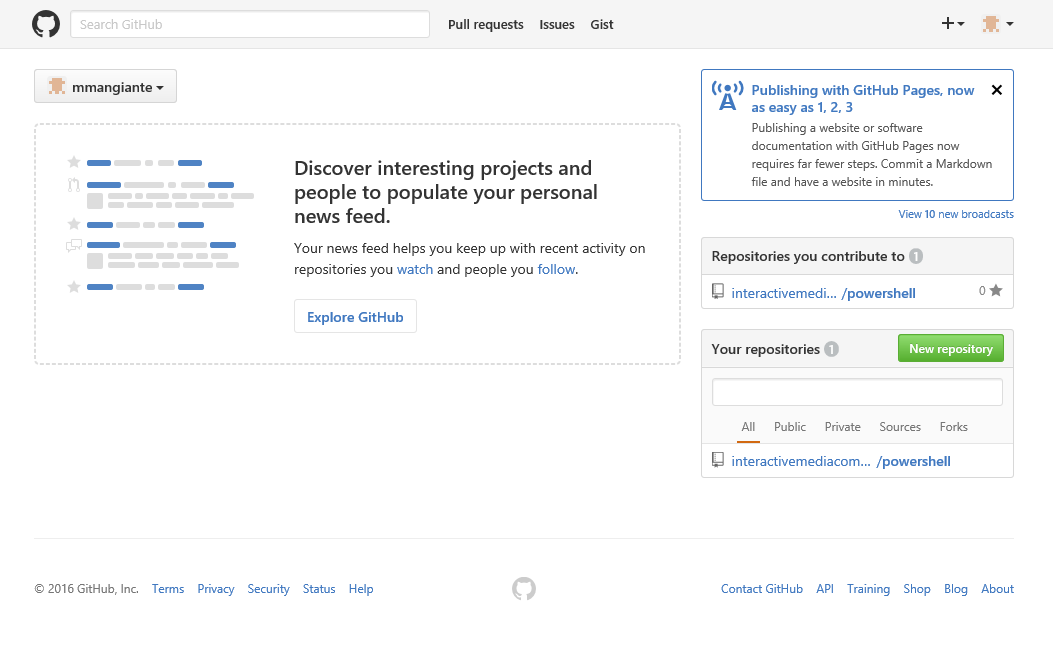 Search GitHub
Pull requests
Issues
Gist
mmangiante
Discover interesting projects and
people to populate your personal
news feed.
Your news feed helps you keep up with recent activity on
repositories you watch and people you follow.
Explore GitHub
Publishing with GitHub Pages, now
as easy as 1, 2, 3
Publishing a website or software
documentation with GitHub Pages now
requires far fewer steps. Commit a Markdown
file and have a website in minutes.
View 10 new broadcasts
Repositories you contribute to 1
interactivemedi... /powershell 0
Your repositories 1
New repository
All Public Private Sources Forks
interactivemediacom... /powershell
© 2016 GitHub, Inc. Terms Privacy Security Status Help
Contact GitHub API Training Shop Blog About